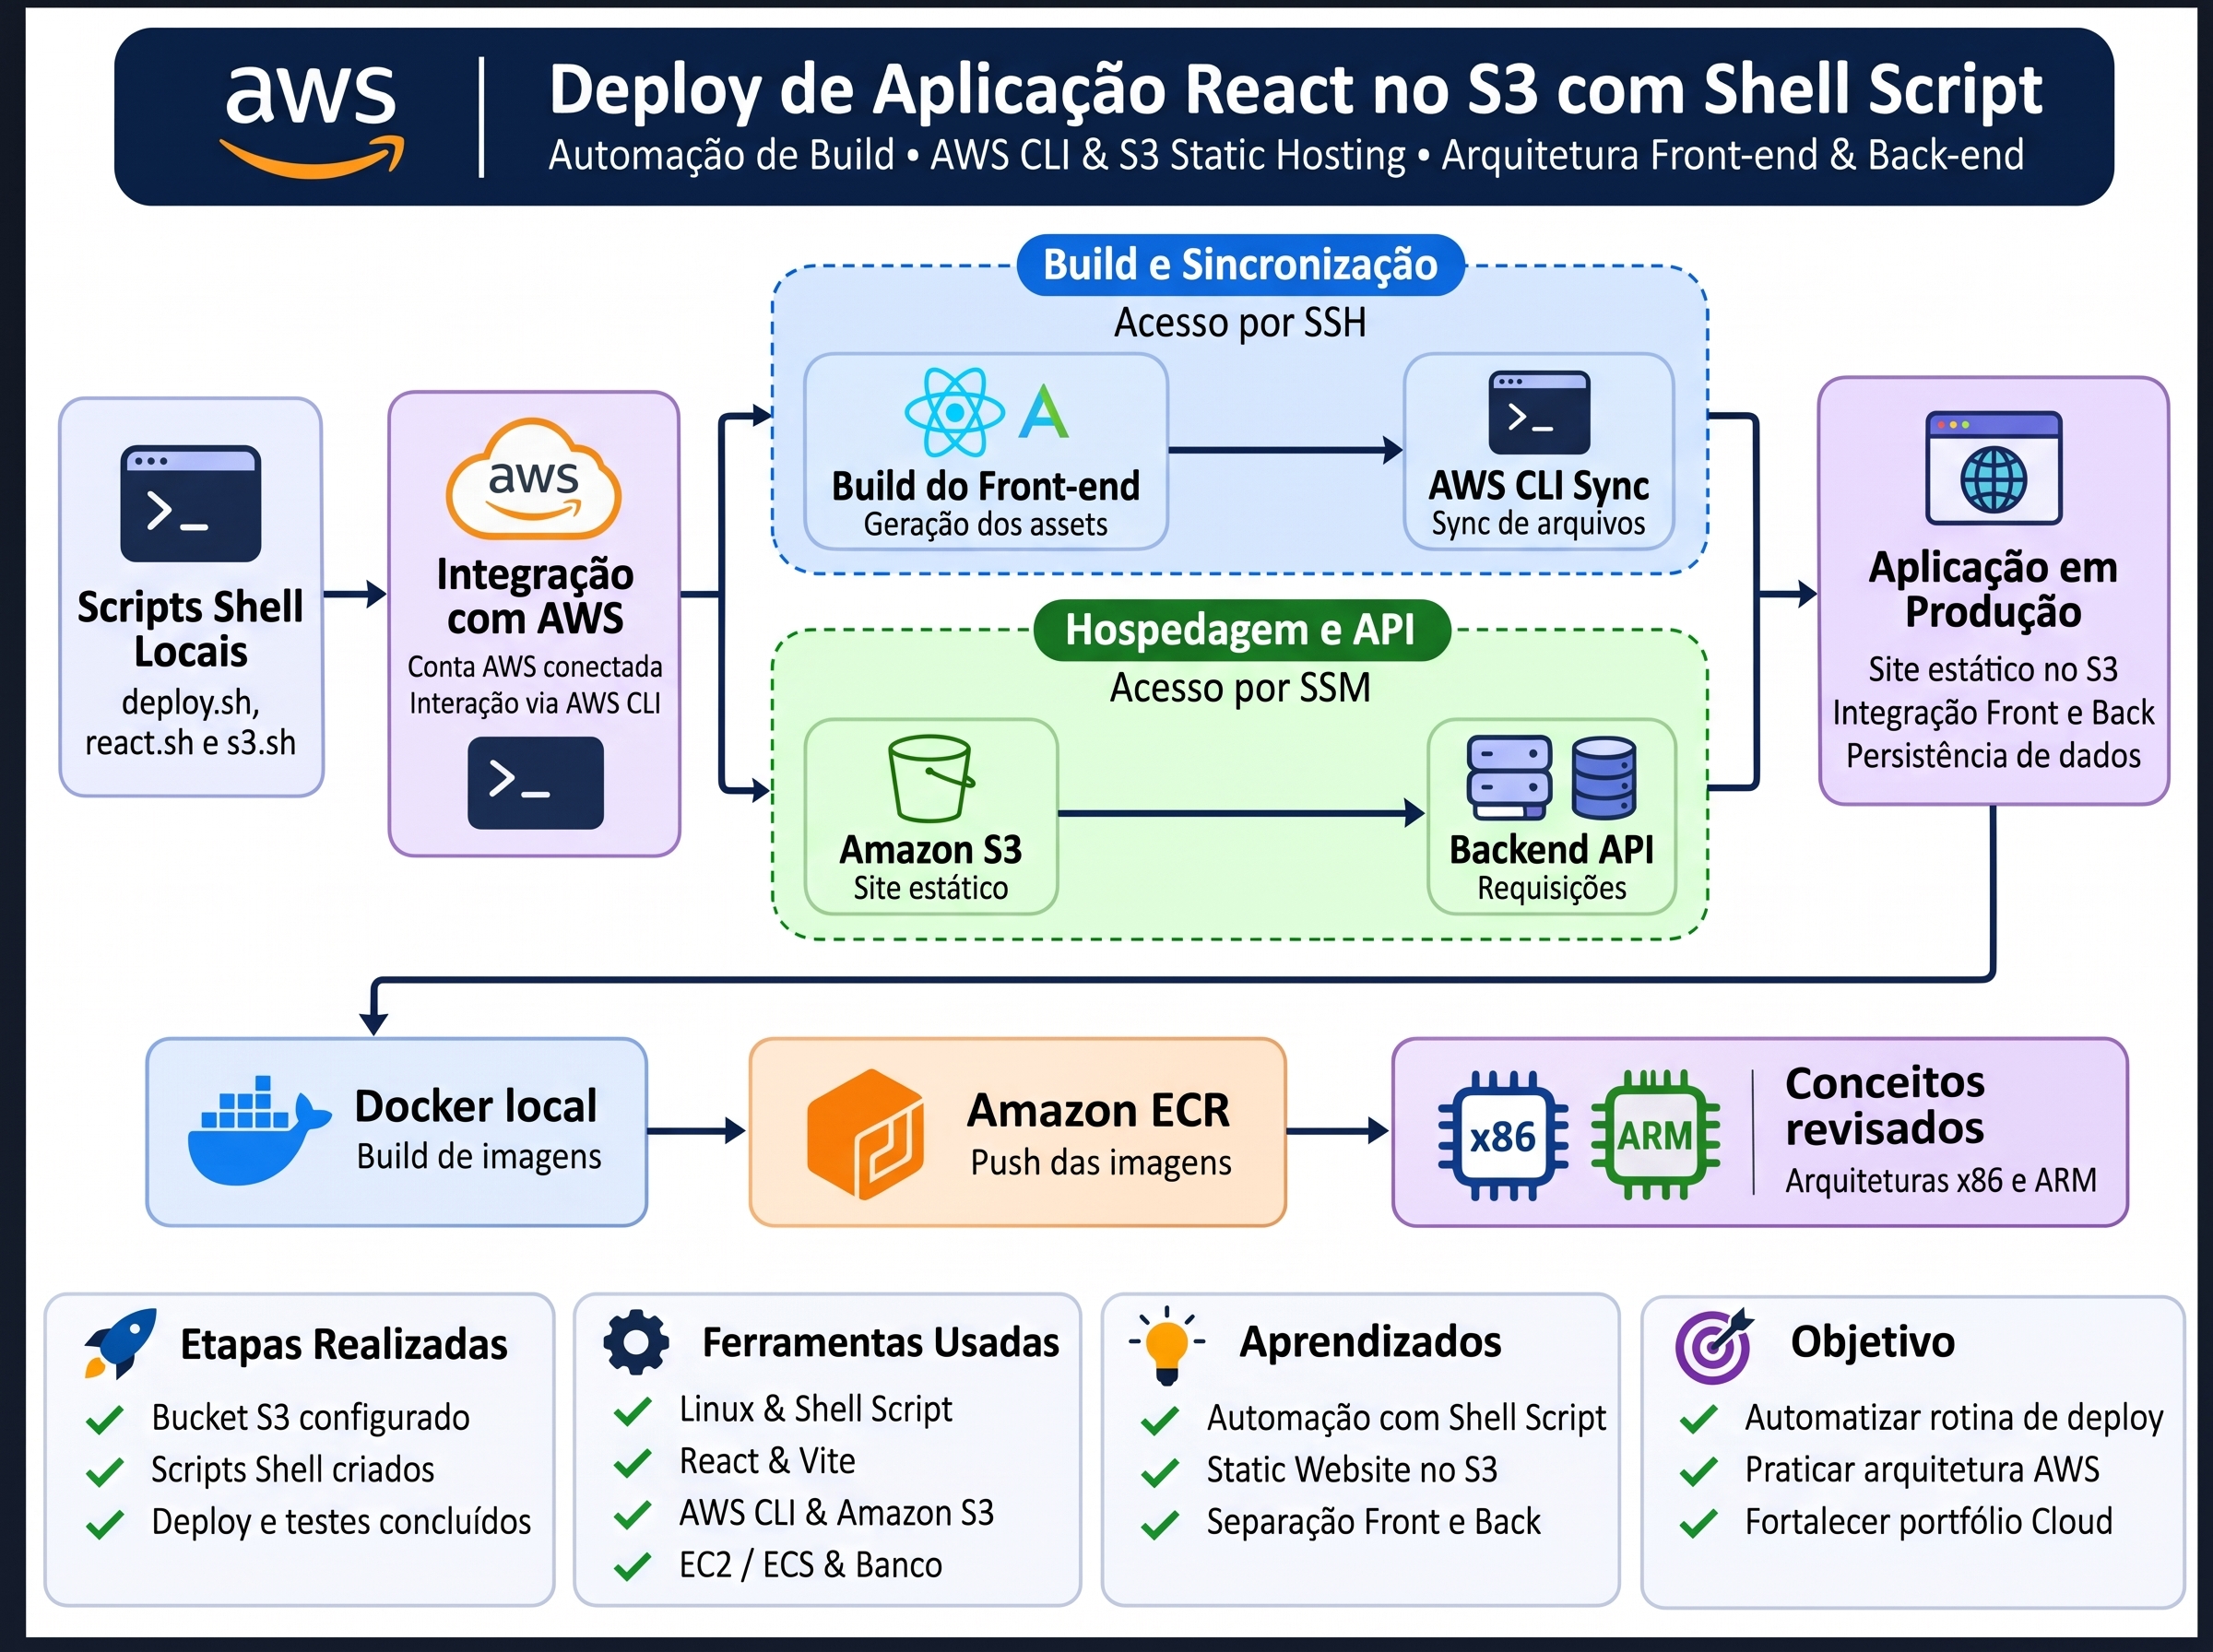 aws
Deploy de Aplicação React no S3 com Shell Script
Automação de Build • AWS CLI & S3 Static Hosting • Arquitetura Front-end & Back-end
Scripts Shell
Locais
deploy.sh,
react.sh e s3.sh
aws
Integração
com AWS
Conta AWS conectada
Interação via AWS CLI
>_
Build e Sincronização
Acesso por SSH
Build do Front-end
Geração dos assets
AWS CLI Sync
Sync de arquivos
Hospedagem e API
Acesso por SSM
Amazon S3
Site estático
Backend API
Requisições
Aplicação em
Produção
Site estático no S3
Integração Front e Back
Persistência de dados
Docker local
Build de imagens
Amazon ECR
Push das imagens
x86
ARM
Conceitos
revisados
Arquiteturas x86 e ARM
Etapas Realizadas
Bucket S3 configurado
Scripts Shell criados
Deploy e testes concluídos
Ferramentas Usadas
Linux & Shell Script
React & Vite
AWS CLI & Amazon S3
EC2 / ECS & Banco
Aprendizados
Automação com Shell Script
Static Website no S3
Separação Front e Back
Objetivo
Automatizar rotina de deploy
Praticar arquitetura AWS
Fortalecer portfólio Cloud